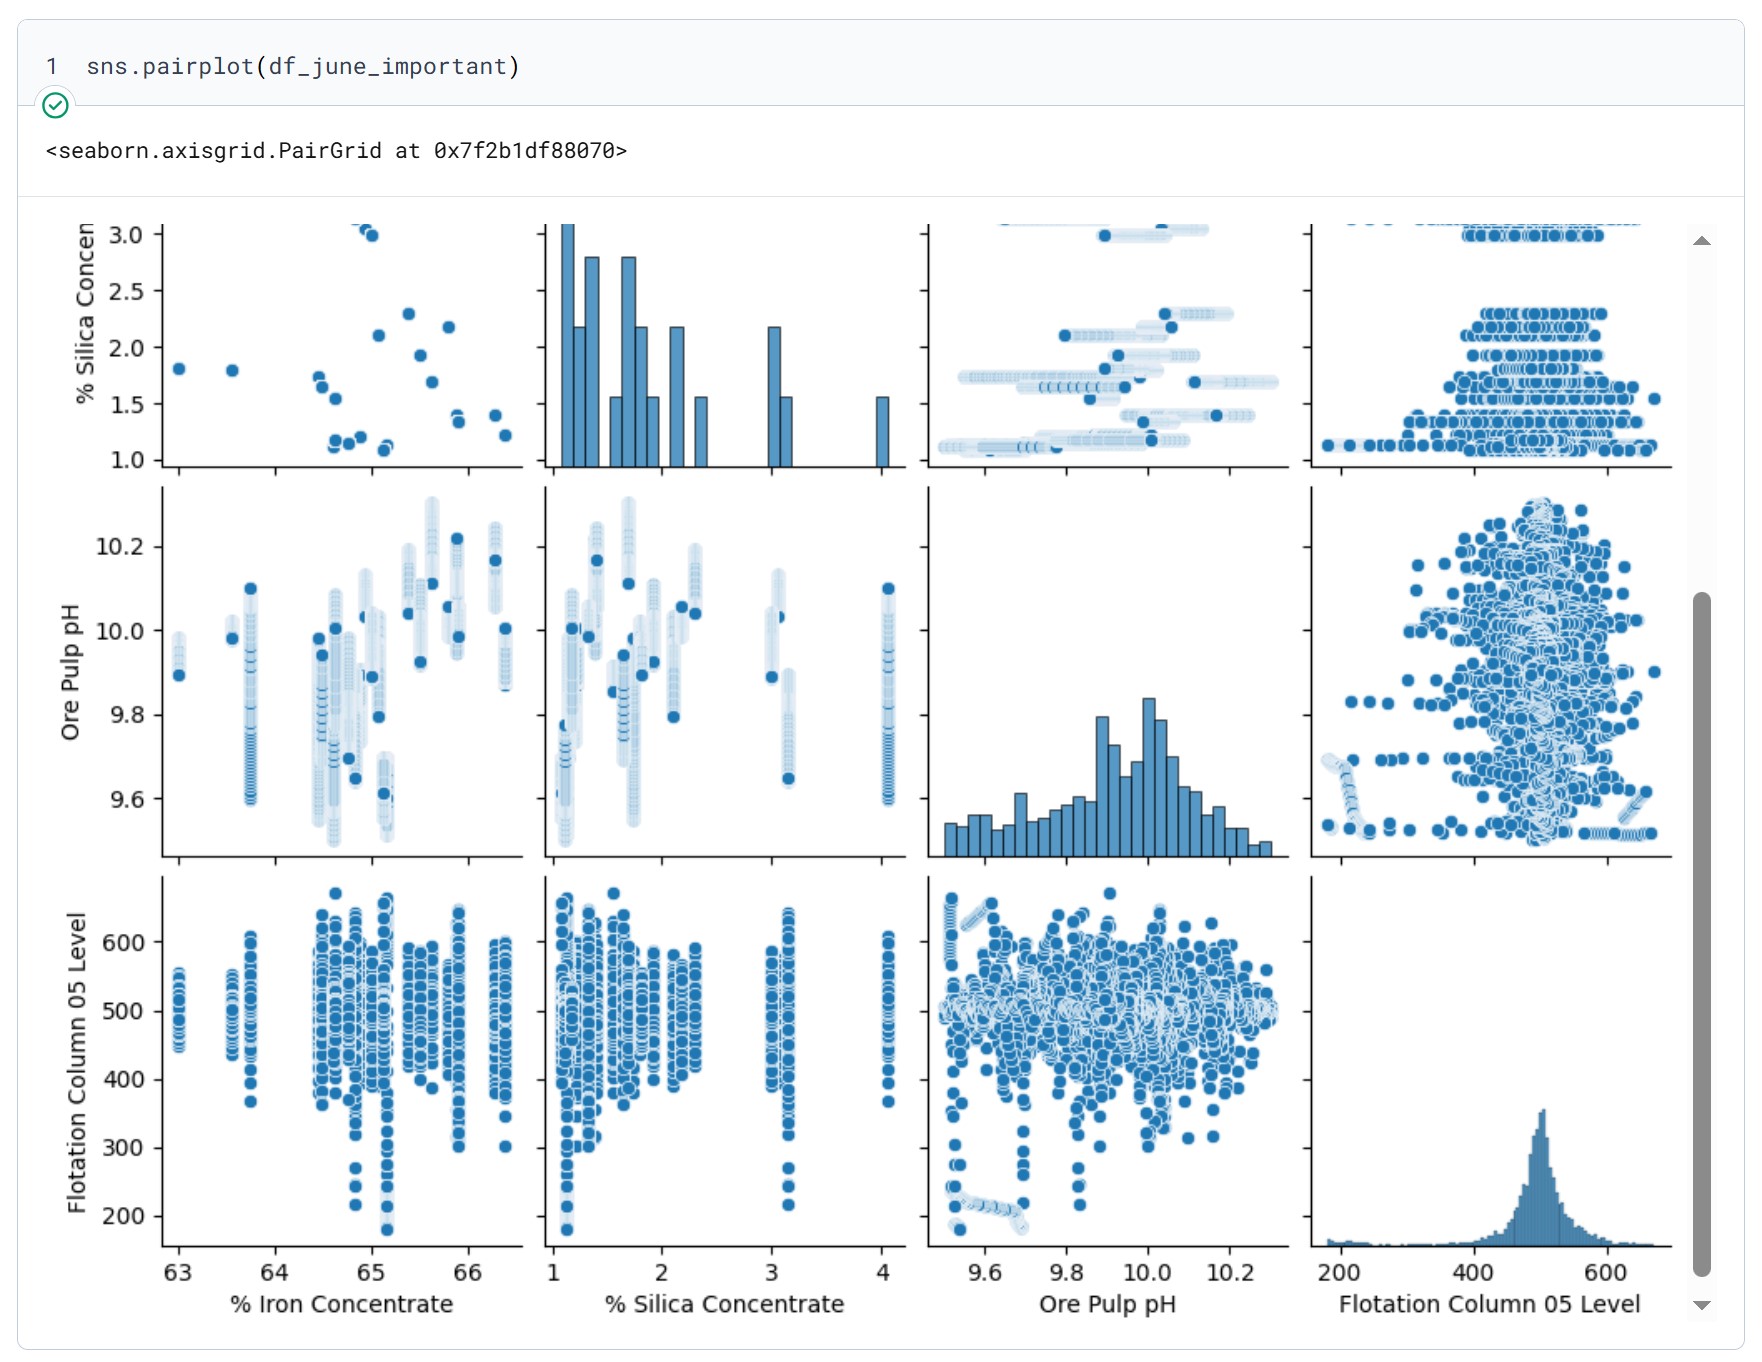 1 sns.pairplot(df_june_important)
<seaborn.axisgrid.PairGrid at 0x7f2b1df88070>
% Silica Concen
3.0
2.5
2.0
1.5
1.0
Ore Pulp pH
10.2
10.0
9.8
9.6
Flotation Column 05 Level
600
500
400
300
200
63 64 65 66
1 2 3 4
9.6 9.8 10.0 10.2
200 400 600
% Iron Concentrate
% Silica Concentrate
Ore Pulp pH
Flotation Column 05 Level